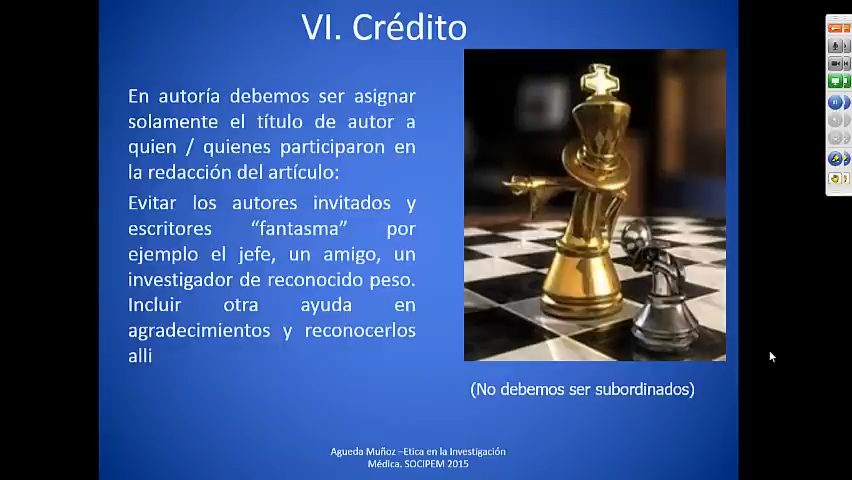 VI. Crédito
En autoría debemos ser asignar
solamente el título de autor a
quien / quienes participaron en
la redacción del artículo:
Evitar los autores invitados y
escritores “fantasma” por
ejemplo el jefe, un amigo, un
investigador de reconocido peso.
Incluir otra ayuda en
agradecimientos y reconocerlos
alli
(No debemos ser subordinados)
Agueda Muñoz –Etica en la Investigación
Médica. SOCIPEM 2015